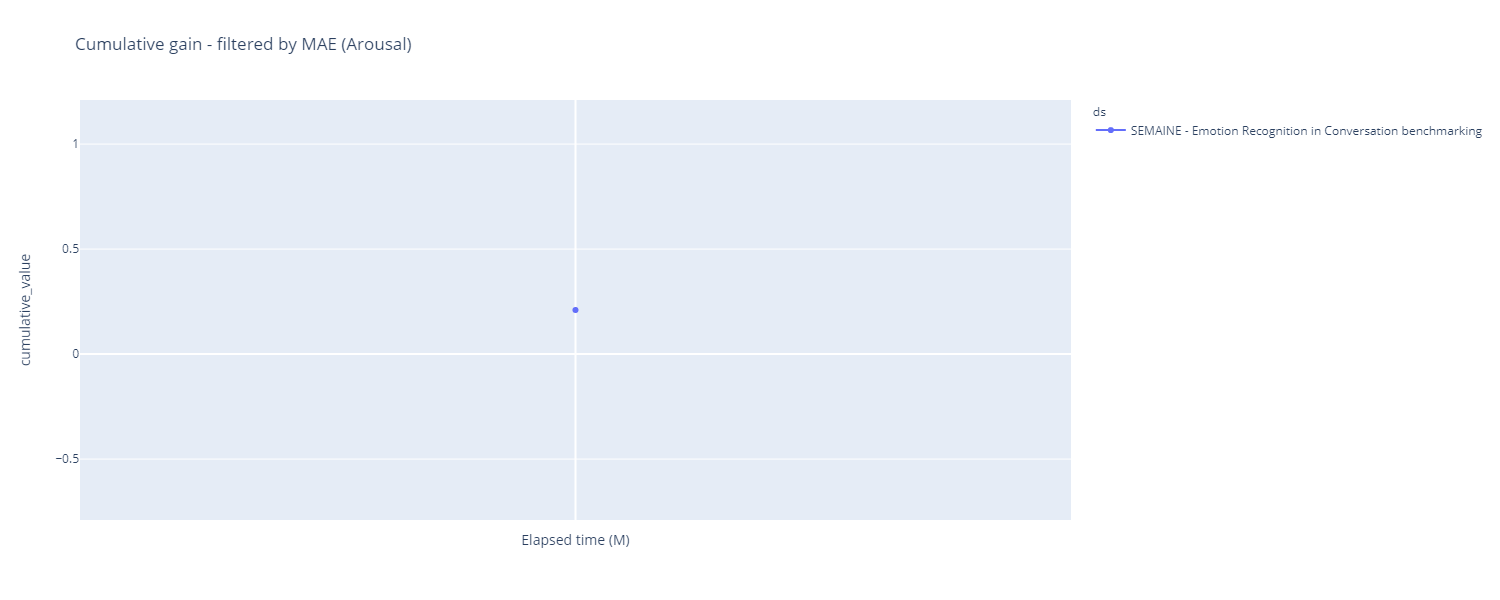 Cumulative gain - filtered by MAE (Arousal)
ds
SEMAINE - Emotion Recognition in Conversation benchmarking
1
0.5
0
−0.5
cumulative_value
Elapsed time (M)